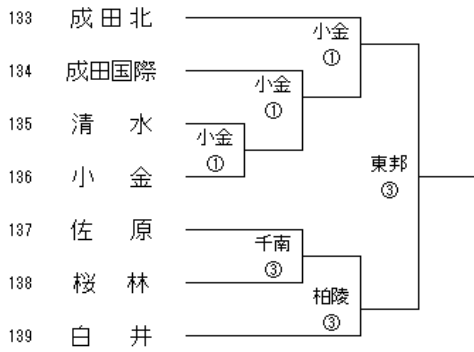 133 成田北
小金
①
134 成田国際
小金
①
135 清水
小金
①
136 小金
東邦
③
137 佐原
千南
③
138 桜林
柏陵
③
139 白井